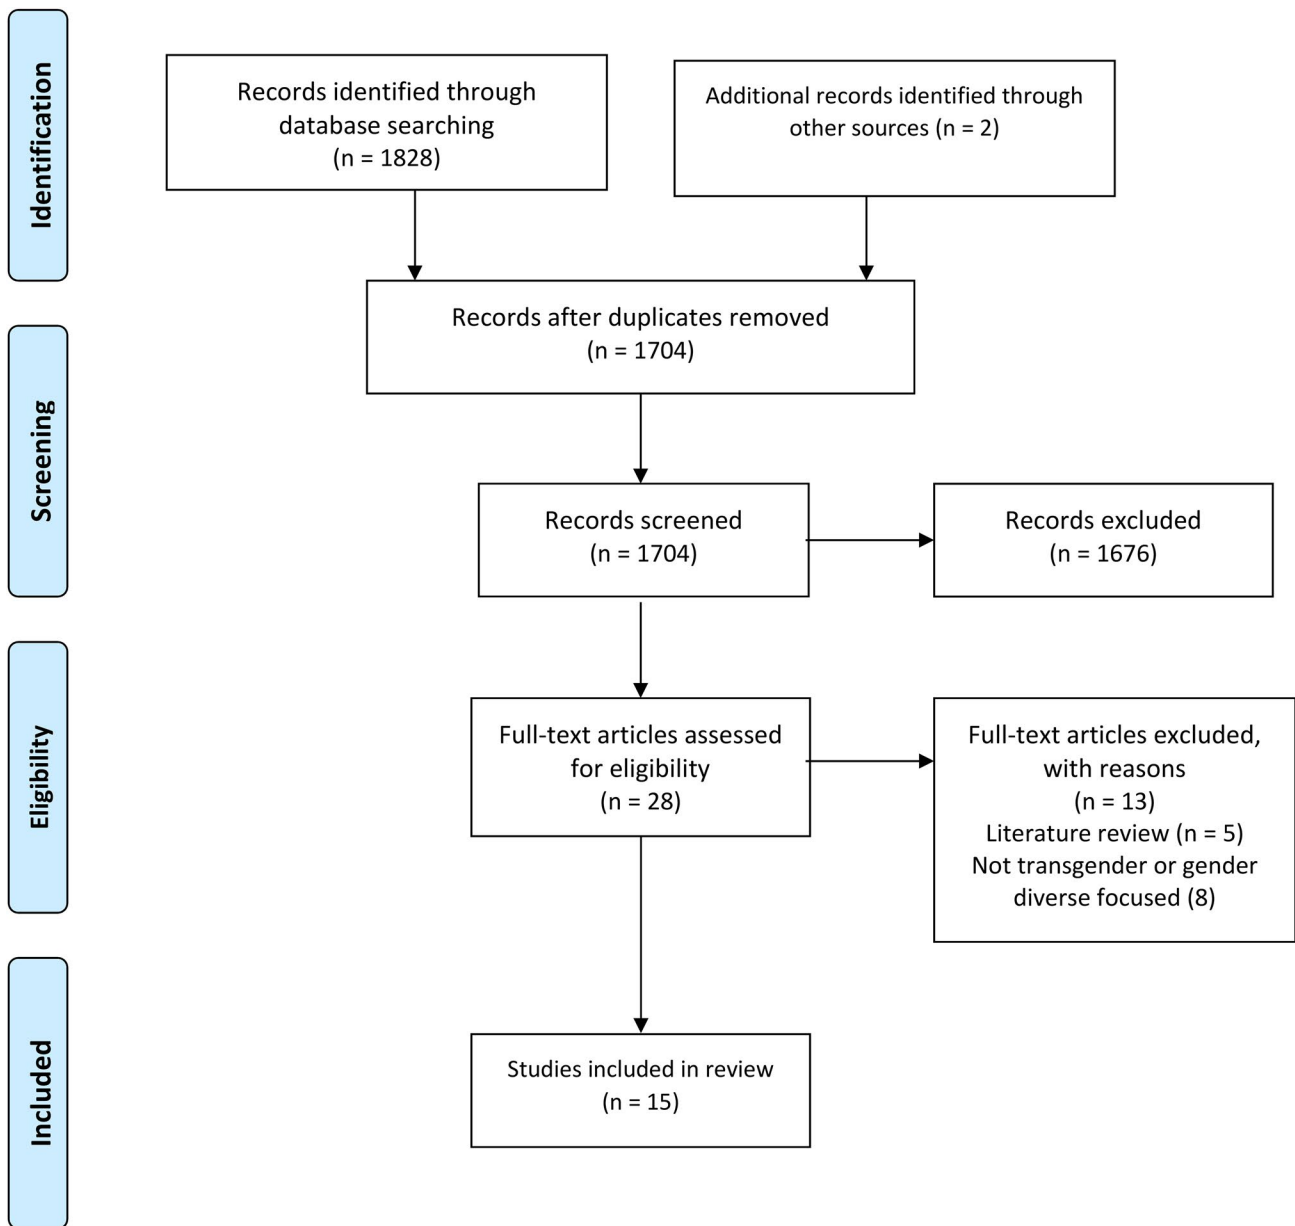 Identification
Records identified through
database searching
(n = 1828)
Additional records identified through
other sources (n = 2)
Records after duplicates removed
(n = 1704)
Screening
Records screened
(n = 1704)
Records excluded
(n = 1676)
Eligibility
Full-text articles assessed
for eligibility
(n = 28)
Full-text articles excluded,
with reasons
(n = 13)
Literature review (n = 5)
Not transgender or gender
diverse focused (8)
Included
Studies included in review
(n = 15)